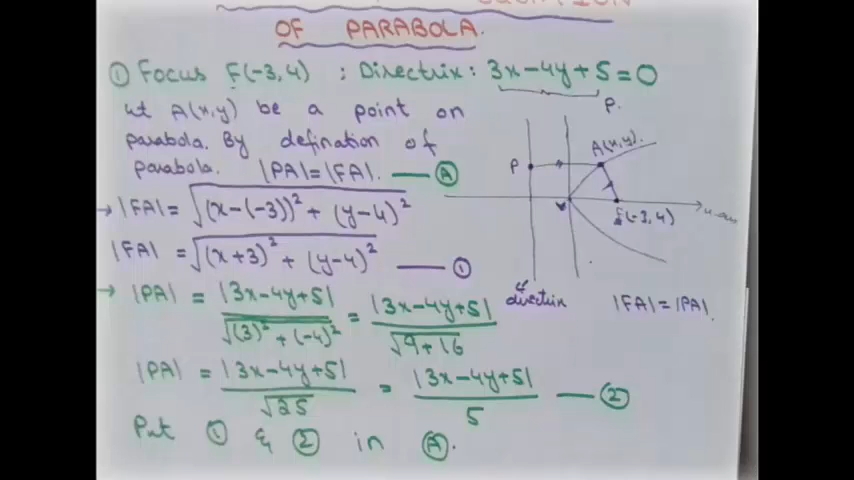 EQUATION
OF PARABOLA.
① Focus F(-3,4) ; Directrix: 3x-4y+5=0
P.
Let A(x,y) be a point on
parabola. By defination of
parabola. |PA|=|FA|. — Ⓐ
→ |FA|= √(x-(-3))² + (y-4)²
|FA| = √(x+3)² + (y-4)² — ①
→ |PA| = |3x-4y+5| / √(3)²+(-4)² = |3x-4y+5| / √9+16
|PA| = |3x-4y+5| / √25 = |3x-4y+5| / 5 — ②
Put ① & ② in Ⓐ.
A(x,y).
P
V
F(-3,4)
directrix
|FA|=|PA|.